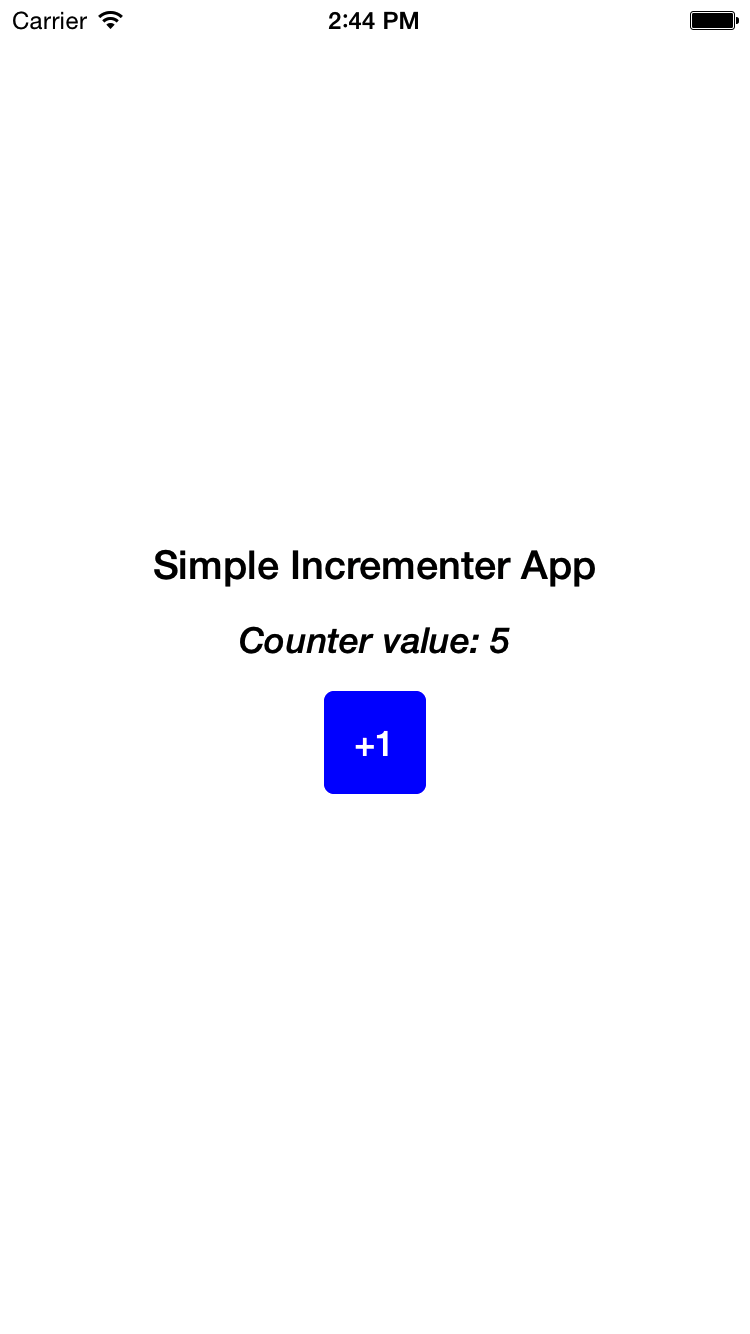 Carrier 2:44 PM
Simple Incrementer App
Counter value: 5
+1